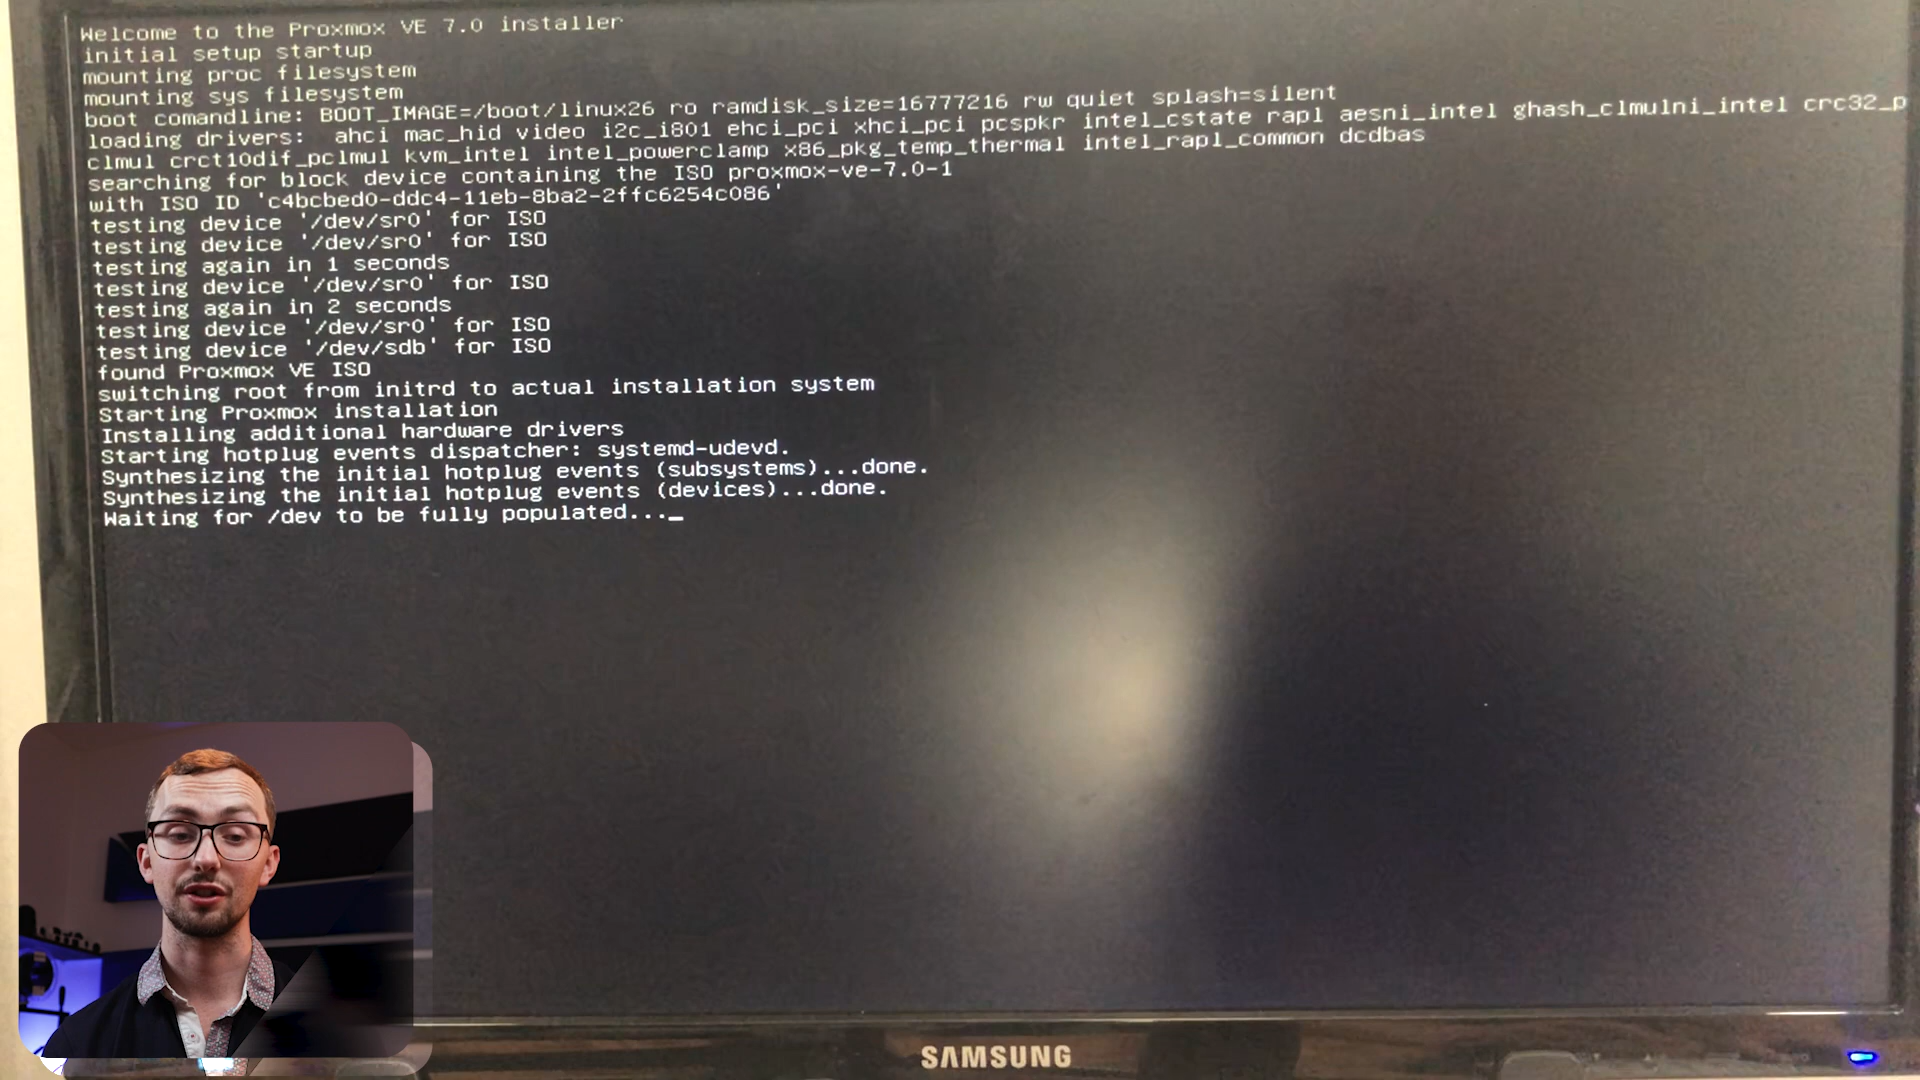 Welcome to the Proxmox VE 7.0 installer
initial setup startup
mounting proc filesystem
mounting sys filesystem
boot comandline: BOOT_IMAGE=/boot/linux26 ro ramdisk_size=16777216 rw quiet splash=silent
loading drivers:  ahci mac_hid video i2c_i801 ehci_pci xhci_pci pcspkr intel_cstate rapl aesni_intel ghash_clmulni_intel crc32_p
clmul crct10dif_pclmul kvm_intel intel_powerclamp x86_pkg_temp_thermal intel_rapl_common dcdbas
searching for block device containing the ISO proxmox-ve-7.0-1
with ISO ID 'c4bcbed0-ddc4-11eb-8ba2-2ffc6254c086'
testing device '/dev/sr0' for ISO
testing device '/dev/sr0' for ISO
testing again in 1 seconds
testing device '/dev/sr0' for ISO
testing again in 2 seconds
testing device '/dev/sr0' for ISO
testing device '/dev/sdb' for ISO
found Proxmox VE ISO
switching root from initrd to actual installation system
Starting Proxmox installation
Installing additional hardware drivers
Starting hotplug events dispatcher: systemd-udevd.
Synthesizing the initial hotplug events (subsystems)...done.
Synthesizing the initial hotplug events (devices)...done.
Waiting for /dev to be fully populated..._
SAMSUNG